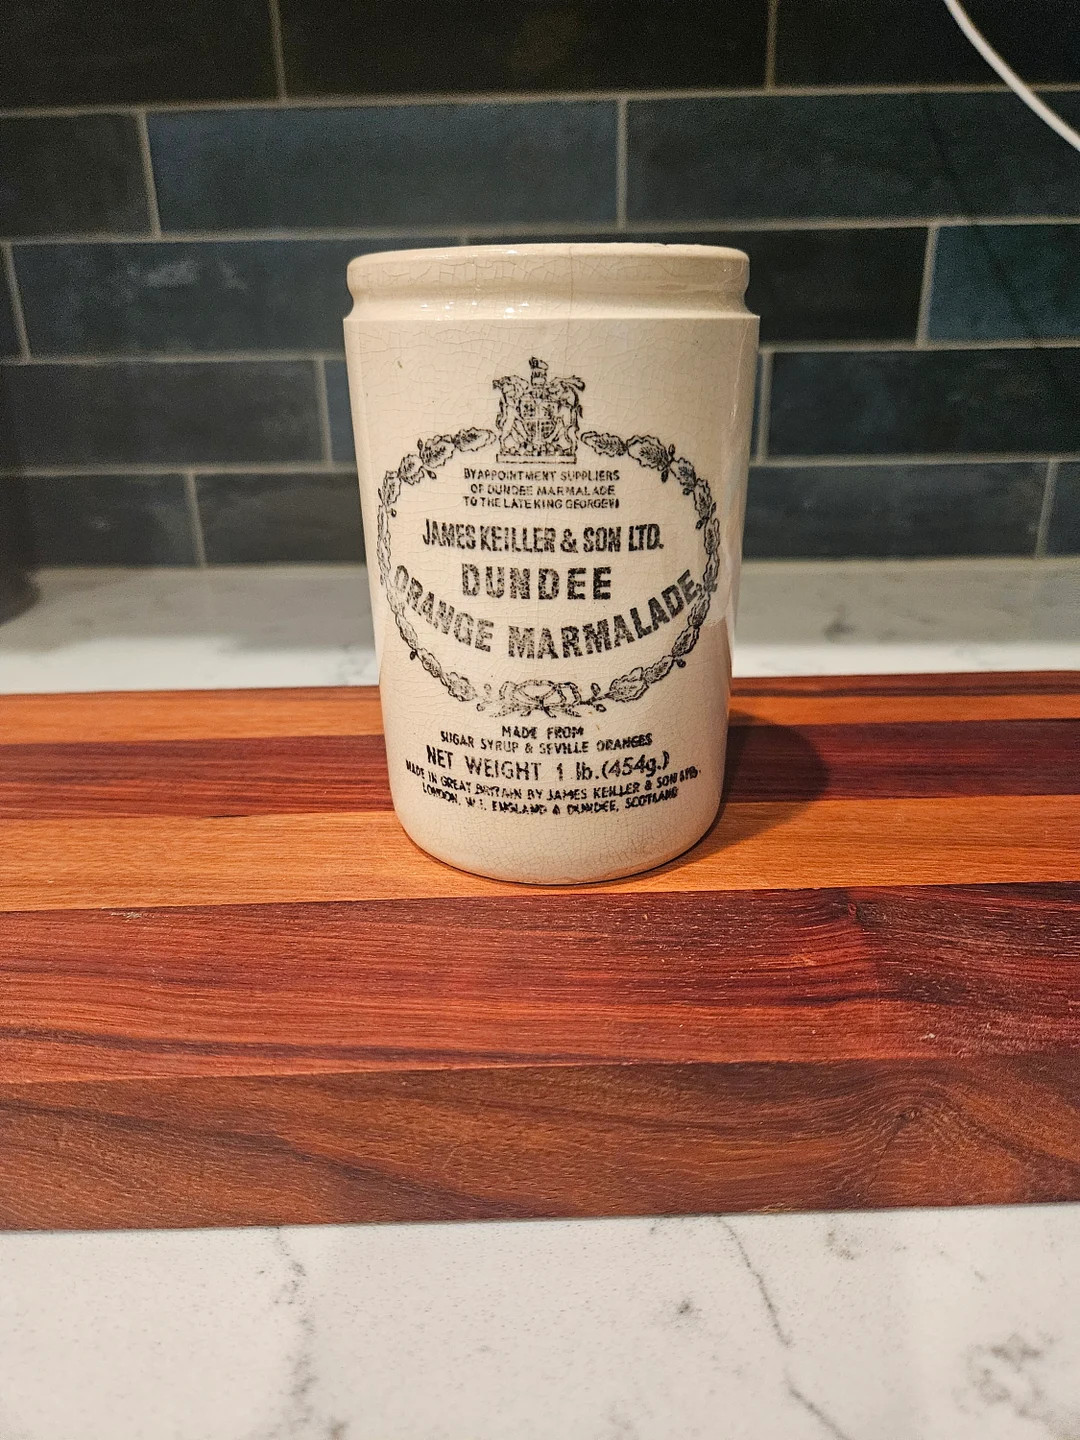 BY APPOINTMENT SUPPLIERS
OF DUNDEE MARMALADE
TO THE LATE KING GEORGE VI
JAMES KEILLER & SON LTD.
DUNDEE
ORANGE MARMALADE
MADE FROM
SUGAR SYRUP & SEVILLE ORANGES
NET WEIGHT 1 lb.(454g.)
MADE IN GREAT BRITAIN BY JAMES KEILLER & SON LTD.
LONDON, W.1. ENGLAND & DUNDEE, SCOTLAND